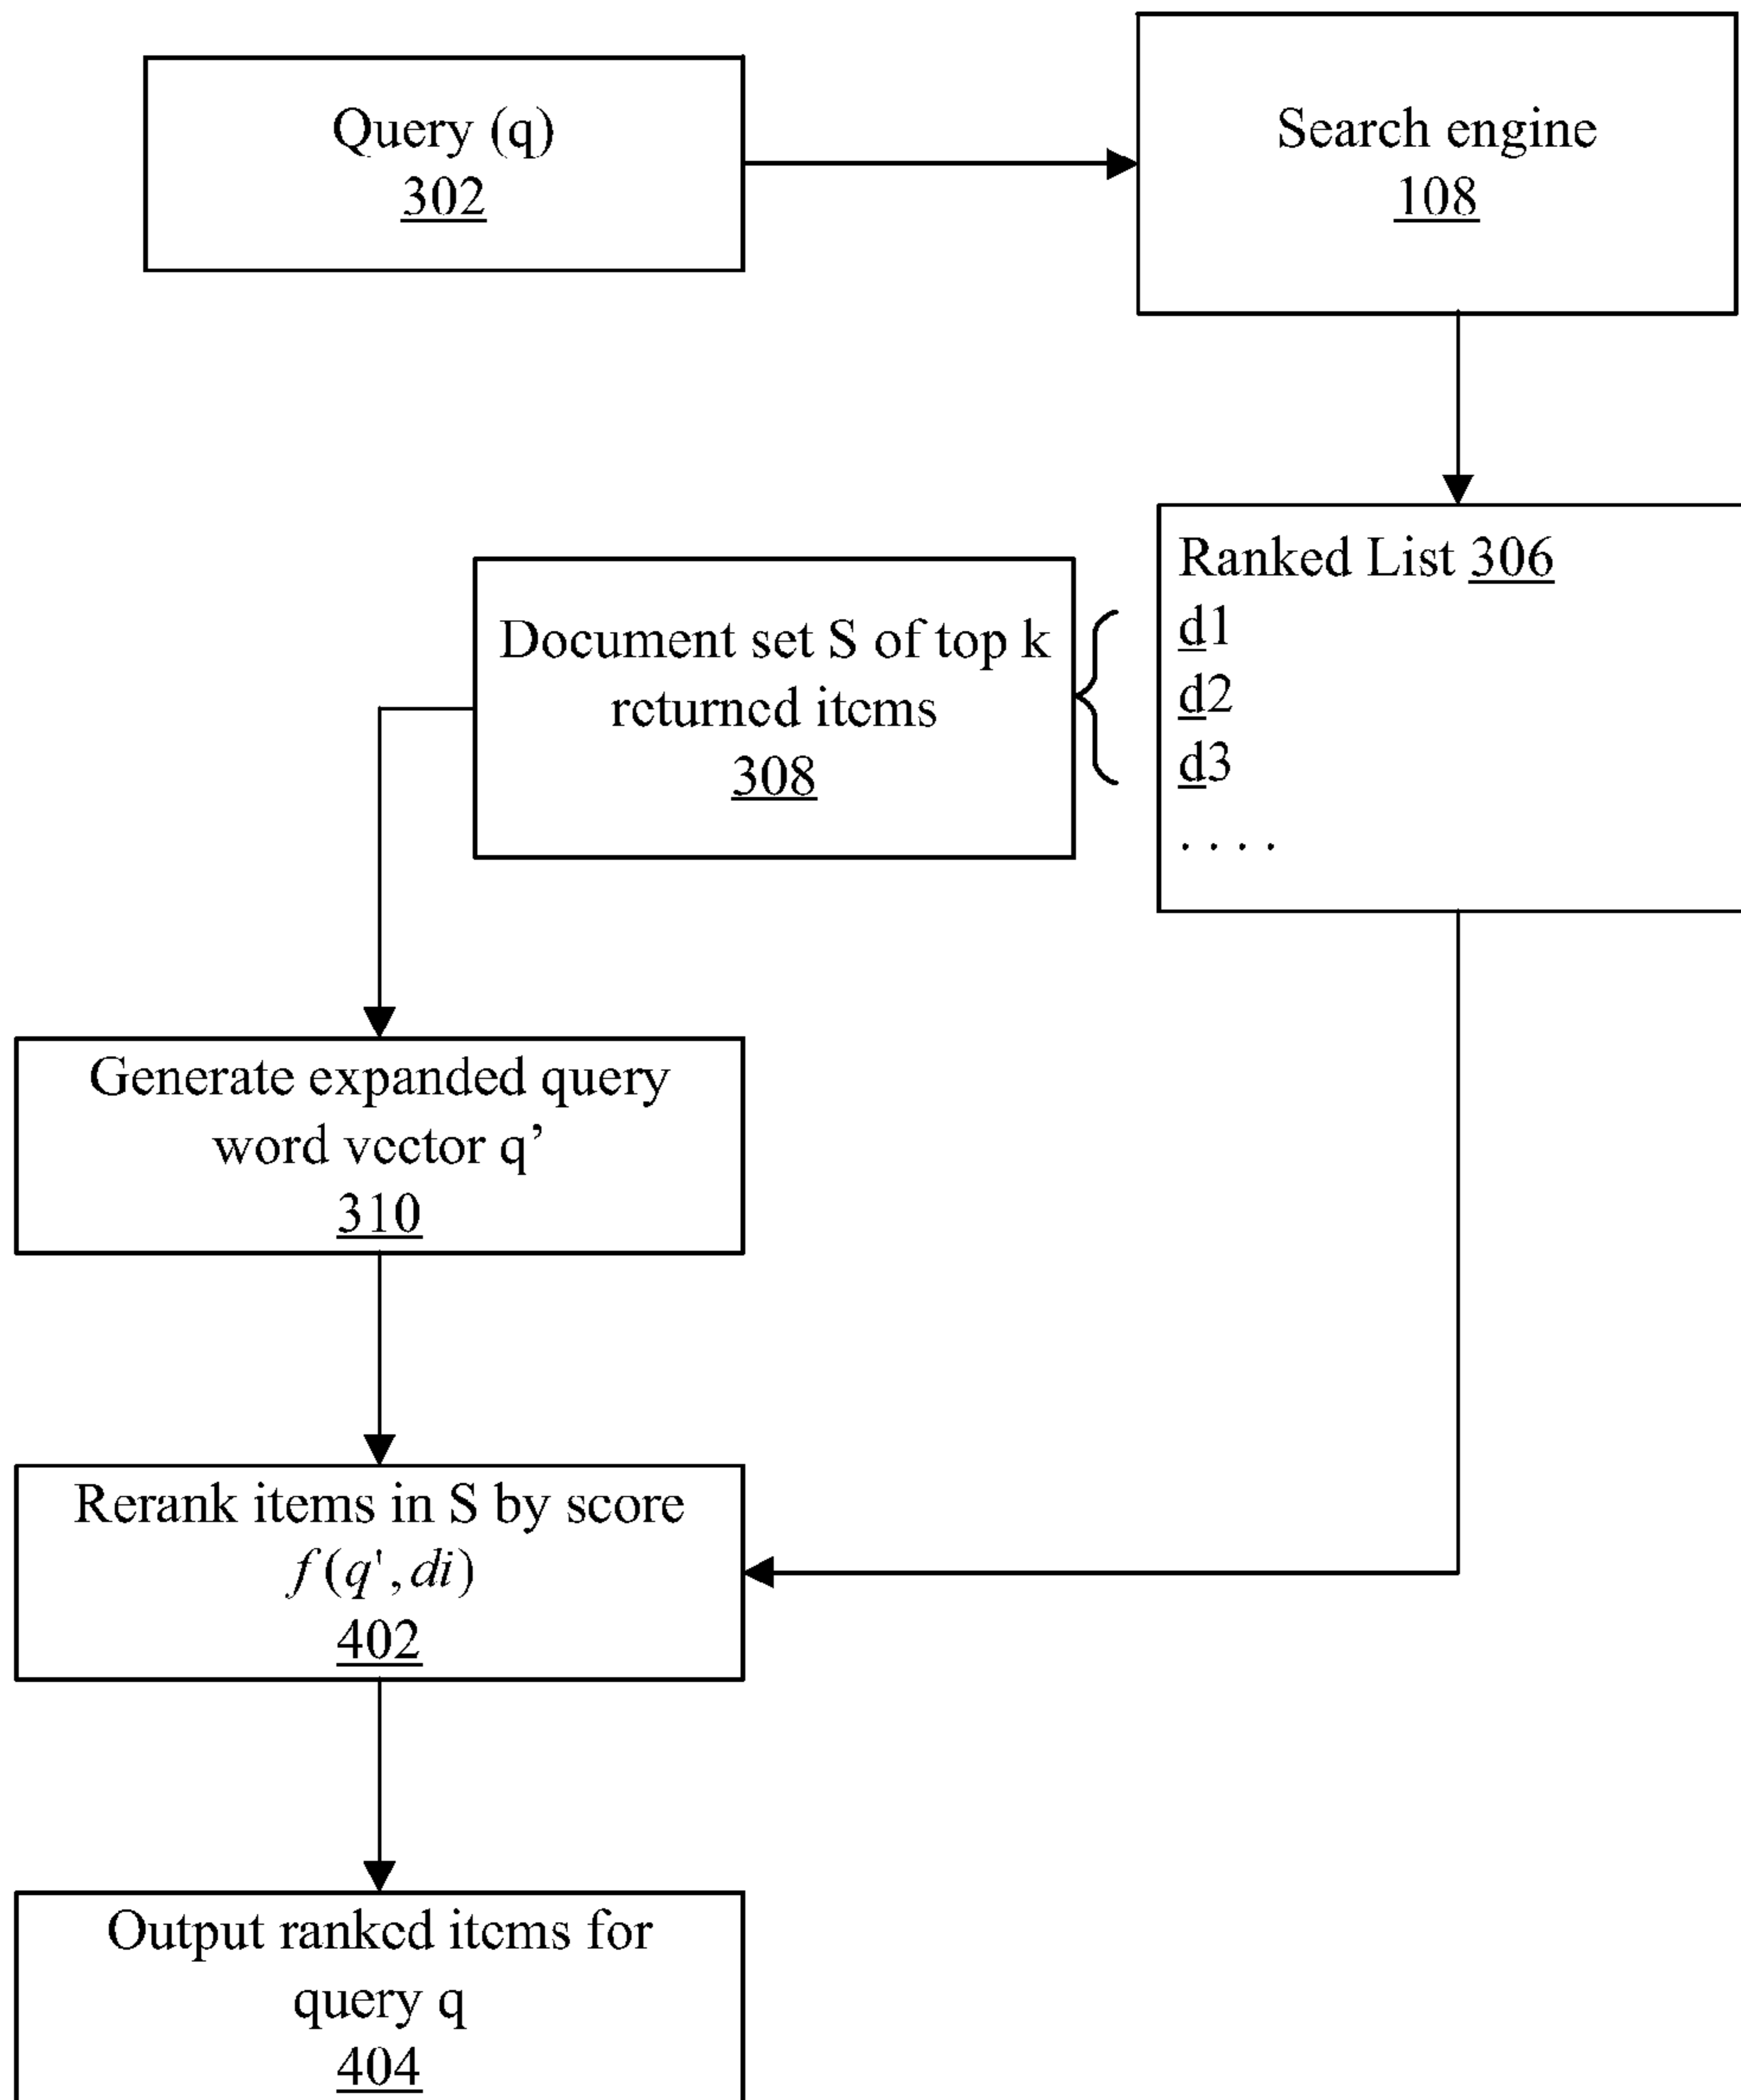 Query (q)
302
Search engine
108
Ranked List 306
d1
d2
d3
. . . .
Document set S of top k
returned items
308
Generate expanded query
word vector q’
310
Rerank items in S by score
f(q', di)
402
Output ranked items for
query q
404